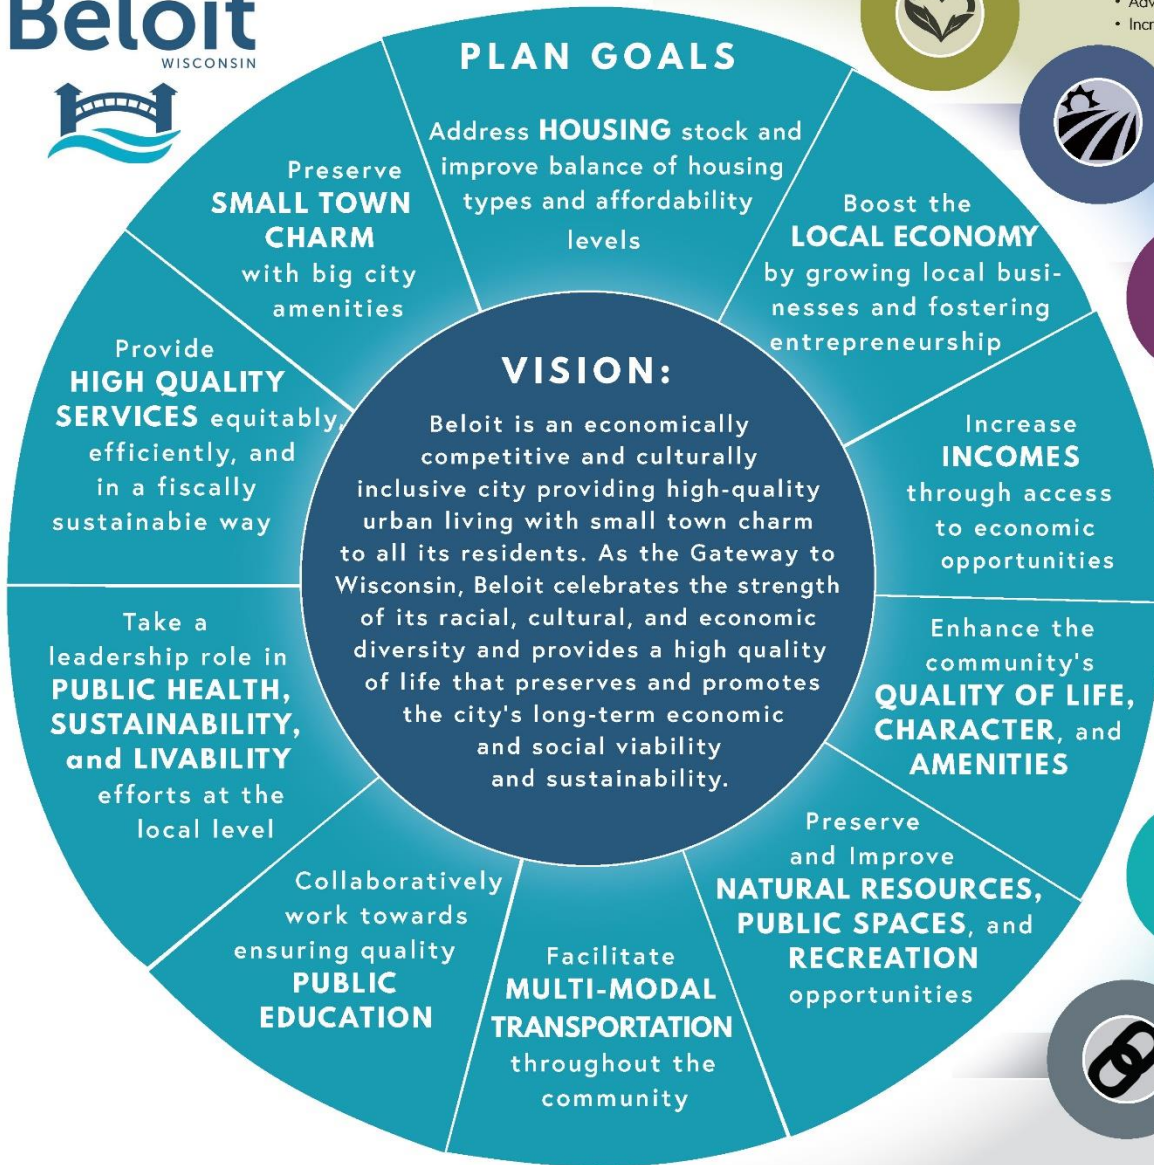 Beloit
WISCONSIN
PLAN GOALS
Address HOUSING stock and
improve balance of housing
types and affordability
levels
Boost the
LOCAL ECONOMY
by growing local busi-
nesses and fostering
entrepreneurship
Increase
INCOMES
through access
to economic
opportunities
Enhance the
community's
QUALITY OF LIFE,
CHARACTER, and
AMENITIES
Preserve
and Improve
NATURAL RESOURCES,
PUBLIC SPACES, and
RECREATION
opportunities
Facilitate
MULTI-MODAL
TRANSPORTATION
throughout the
community
Collaboratively
work towards
ensuring quality
PUBLIC
EDUCATION
Take a
leadership role in
PUBLIC HEALTH,
SUSTAINABILITY,
and LIVABILITY
efforts at the
local level
Provide
HIGH QUALITY
SERVICES equitably,
efficiently, and
in a fiscally
sustainabie way
Preserve
SMALL TOWN
CHARM
with big city
amenities
VISION:
Beloit is an economically
competitive and culturally
inclusive city providing high-quality
urban living with small town charm
to all its residents. As the Gateway to
Wisconsin, Beloit celebrates the strength
of its racial, cultural, and economic
diversity and provides a high quality
of life that preserves and promotes
the city's long-term economic
and social viability
and sustainability.